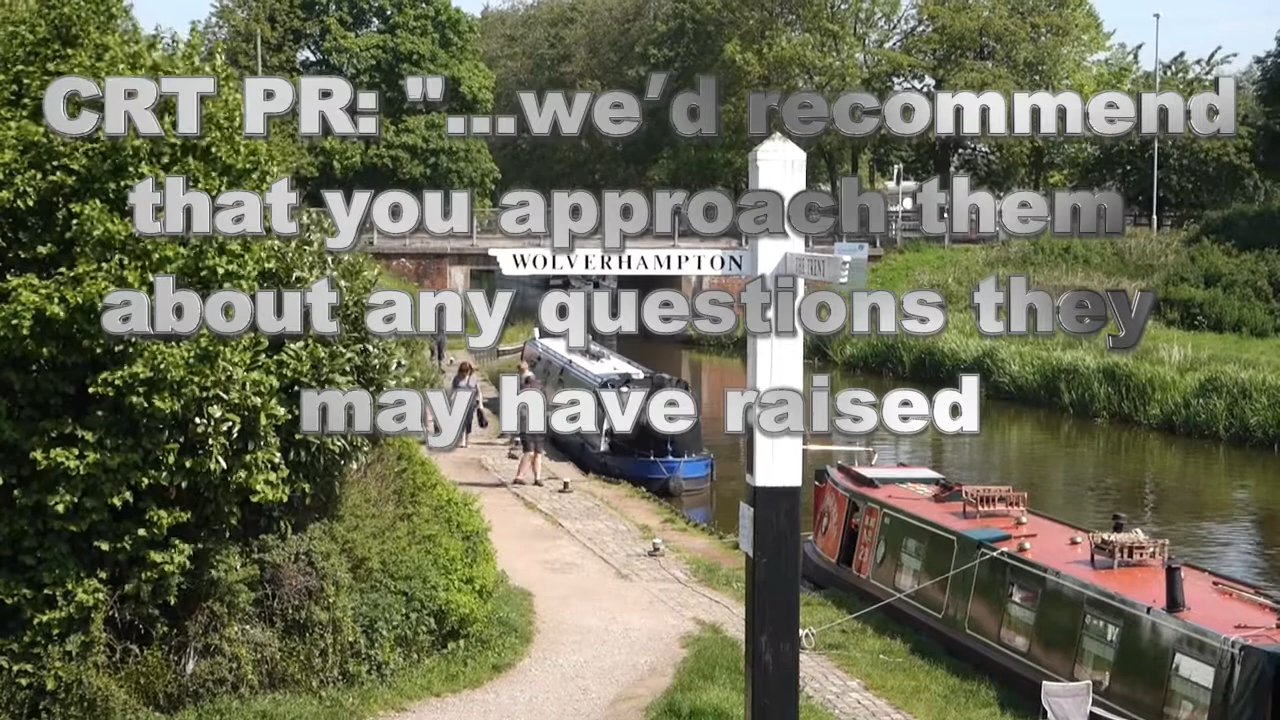 CRT PR: "...we’d recommend
that you approach them
about any questions they
may have raised
WOLVERHAMPTON
THE TRENT